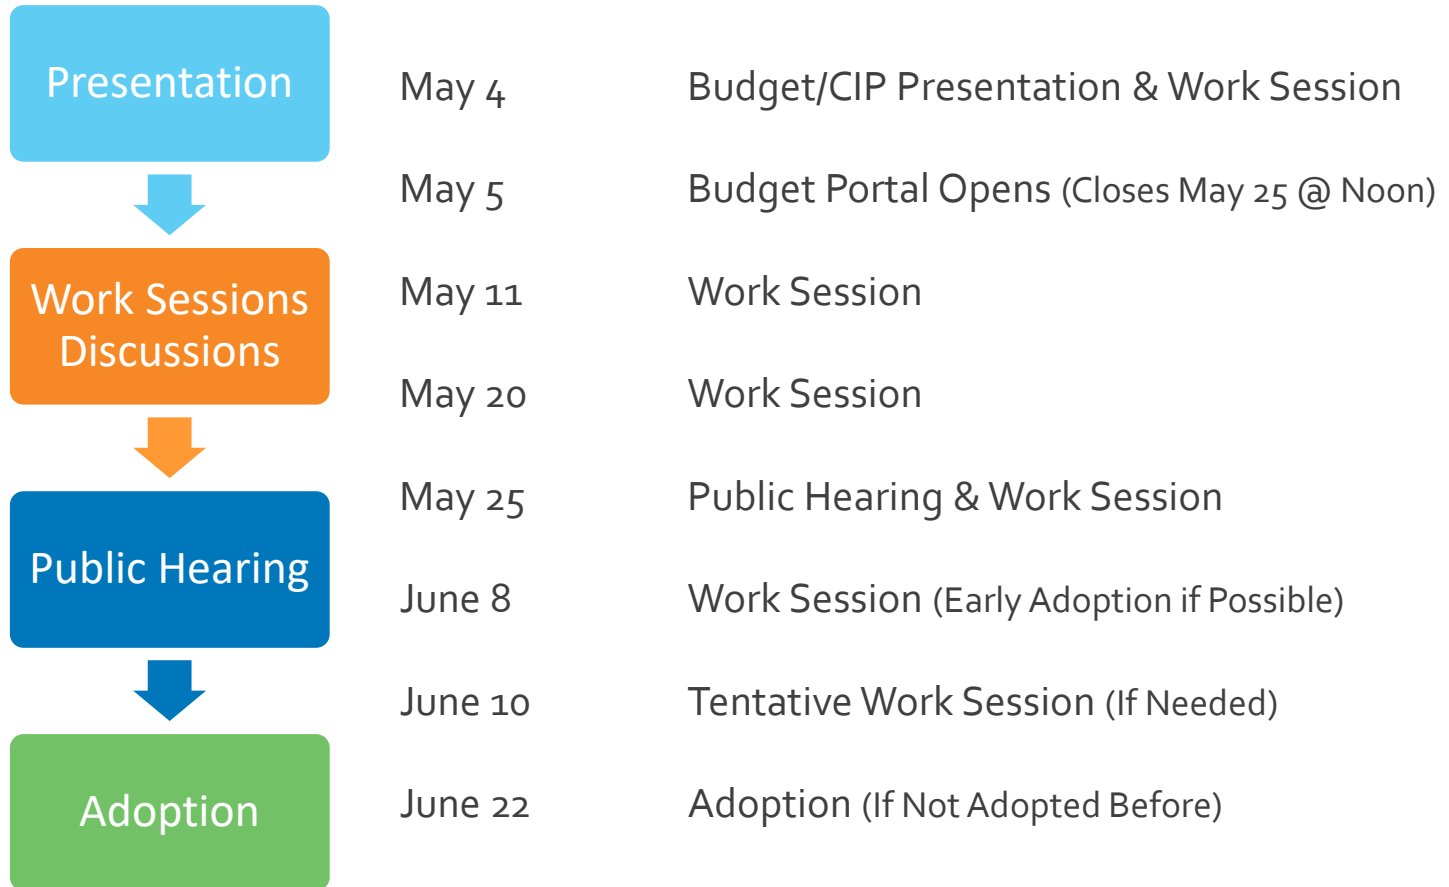 Presentation
Work Sessions
Discussions
Public Hearing
Adoption
May 4 Budget/CIP Presentation & Work Session
May 5 Budget Portal Opens (Closes May 25 @ Noon)
May 11 Work Session
May 20 Work Session
May 25 Public Hearing & Work Session
June 8 Work Session (Early Adoption if Possible)
June 10 Tentative Work Session (If Needed)
June 22 Adoption (If Not Adopted Before)